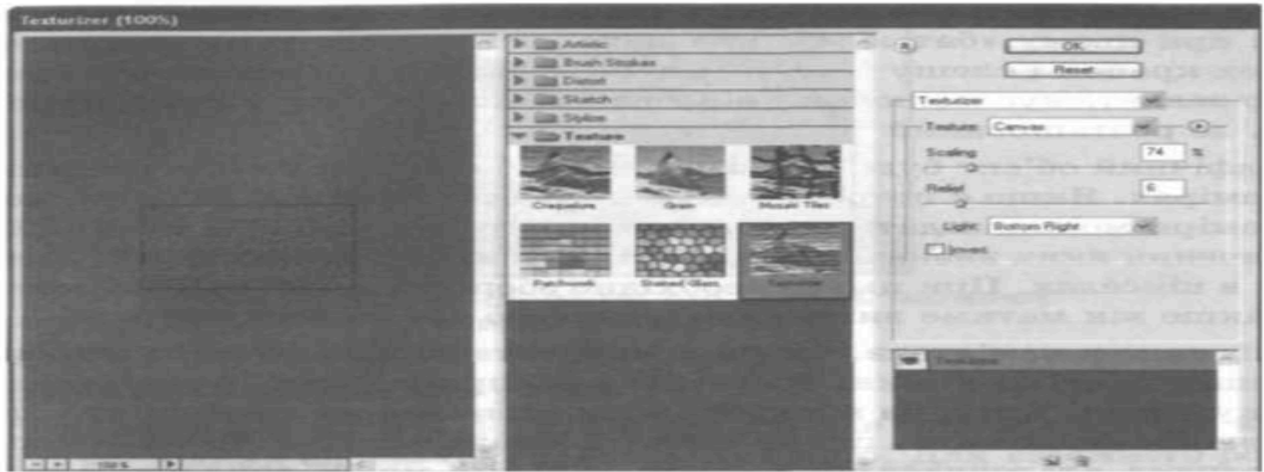 Texturizer (100%)
Artistic
Brush Strokes
Distort
Sketch
Stylize
Texture
Craquelure
Grain
Mosaic Tiles
Patchwork
Stained Glass
Texturizer
100%
OK
Reset
Texturizer
Texture: Canvas
Scaling 74 %
Relief 6
Light: Bottom Right
Invert
Texturizer